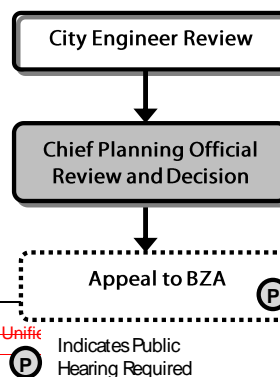 City Engineer Review
Chief Planning Official
Review and Decision
Appeal to BZA
P
P
Indicates Public
Hearing Required